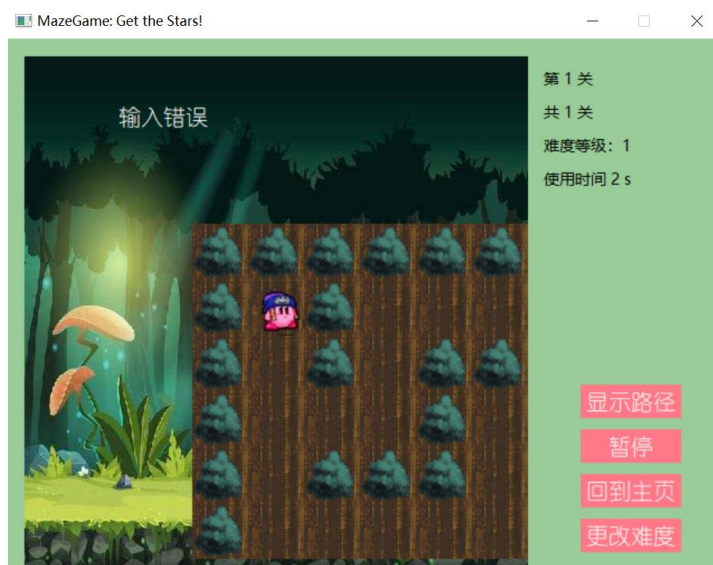 MazeGame: Get the Stars!
输入错误
第 1 关
共 1 关
难度等级：1
使用时间 2 s
显示路径
暂停
回到主页
更改难度